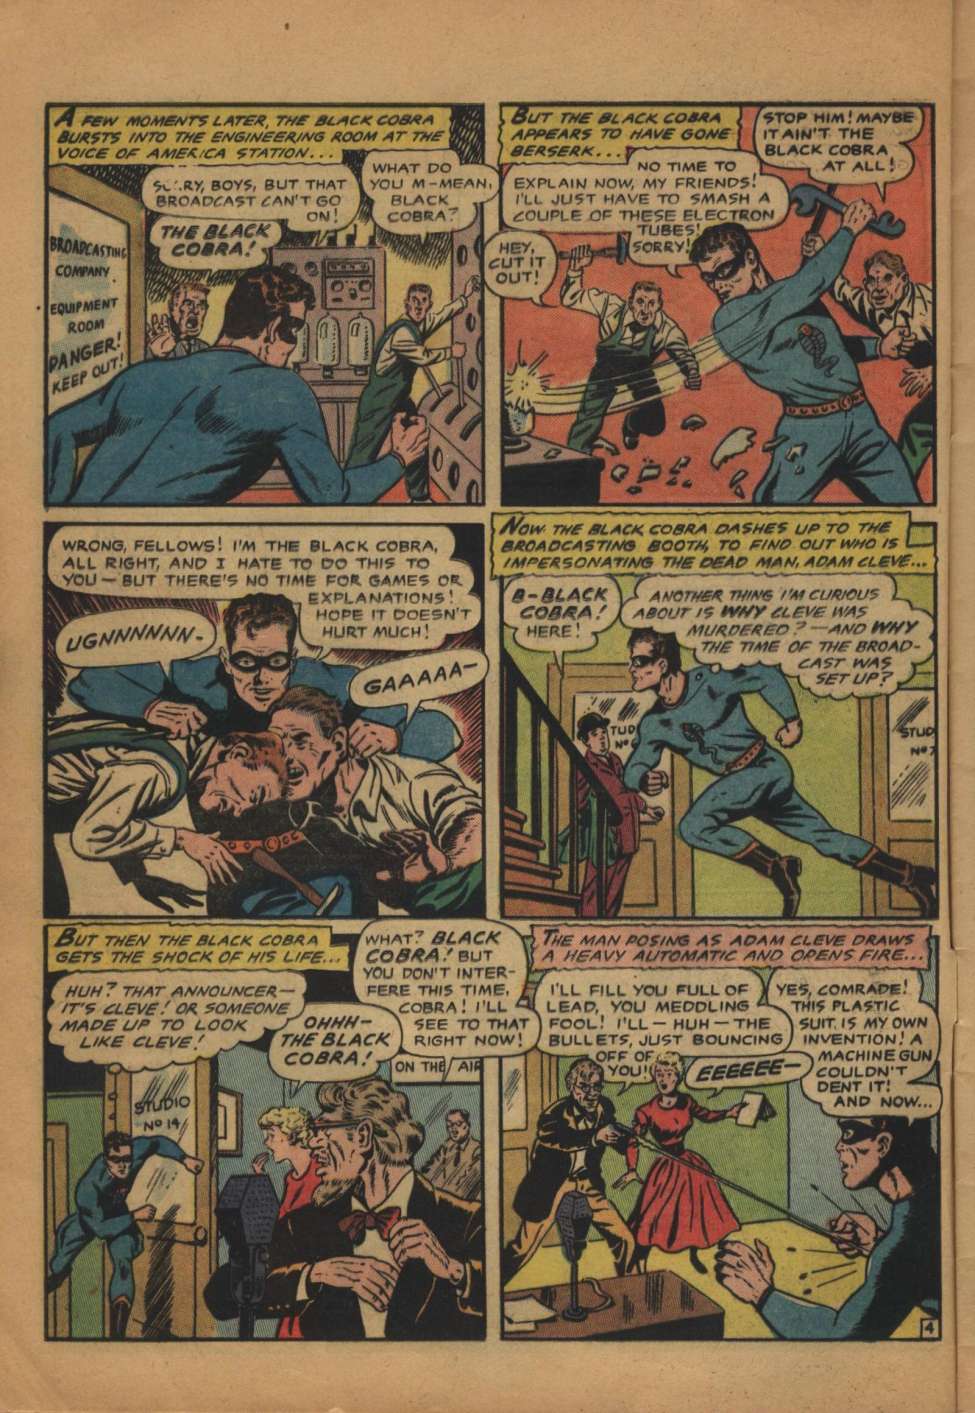 A FEW MOMENTS LATER, THE BLACK COBRA
BURSTS INTO THE ENGINEERING ROOM AT THE
VOICE OF AMERICA STATION...
BROADCASTING
COMPANY
EQUIPMENT
ROOM
DANGER!
KEEP OUT!
BOYS, BUT THAT
BROADCAST CAN'T GO
ON!
THE BLACK
COBRA!
WHAT DO
YOU M-MEAN,
BLACK
COBRA?
BUT THE BLACK COBRA
APPEARS TO HAVE GONE
BERSERK...
HEY,
CUT IT
OUT!
NO TIME TO
EXPLAIN NOW, MY FRIENDS!
I'LL JUST HAVE TO SMASH A
COUPLE OF THESE ELECTRON
TUBES!
SORRY!
STOP HIM! MAYBE
IT AIN'T THE
BLACK COBRA
AT ALL!
WRONG, FELLOWS! I'M THE BLACK COBRA,
ALL RIGHT, AND I HATE TO DO THIS TO
YOU — BUT THERE'S NO TIME FOR GAMES OR
EXPLANATIONS!
HOPE IT DOESN'T
HURT MUCH!
UGNNNNNN-
GAAAAA—
NOW THE BLACK COBRA DASHES UP TO THE
BROADCASTING BOOTH, TO FIND OUT WHO IS
IMPERSONATING THE DEAD MAN, ADAM CLEVE...
B-BLACK
COBRA!
HERE!
ANOTHER THING I'M CURIOUS
ABOUT IS WHY CLEVE WAS
MURDERED? — AND WHY
THE TIME OF THE BROAD-
CAST WAS
SET UP?
TUD
NO 6
STUD
NO 7
BUT THEN THE BLACK COBRA
GETS THE SHOCK OF HIS LIFE...
HUH? THAT ANNOUNCER—
IT'S CLEVE! OR SOMEONE
MADE UP TO LOOK
LIKE CLEVE!
OHHH—
THE BLACK
COBRA!
WHAT? BLACK
COBRA! BUT
YOU DON'T INTER-
FERE THIS TIME,
COBRA! I'LL
SEE TO THAT
RIGHT NOW!
ON THE AIR
STUDIO
NO 14
THE MAN POSING AS ADAM CLEVE DRAWS
A HEAVY AUTOMATIC AND OPENS FIRE...
I'LL FILL YOU FULL OF
LEAD, YOU MEDDLING
FOOL! I'LL — HUH — THE
BULLETS, JUST BOUNCING
OFF OF
YOU!
EEEEEE—
YES, COMRADE!
THIS PLASTIC
SUIT IS MY OWN
INVENTION! A
MACHINE GUN
COULDN'T
DENT IT!
AND NOW...
4